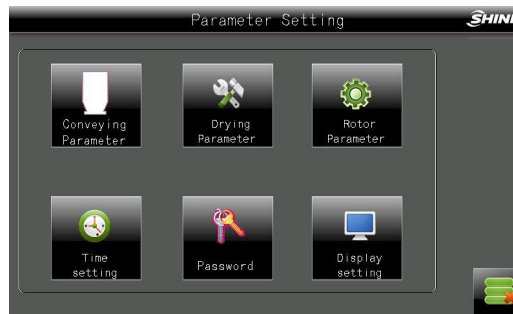 Parameter Setting
SHINI
Conveying
Parameter
Drying
Parameter
Rotor
Parameter
Time
setting
Password
Display
setting